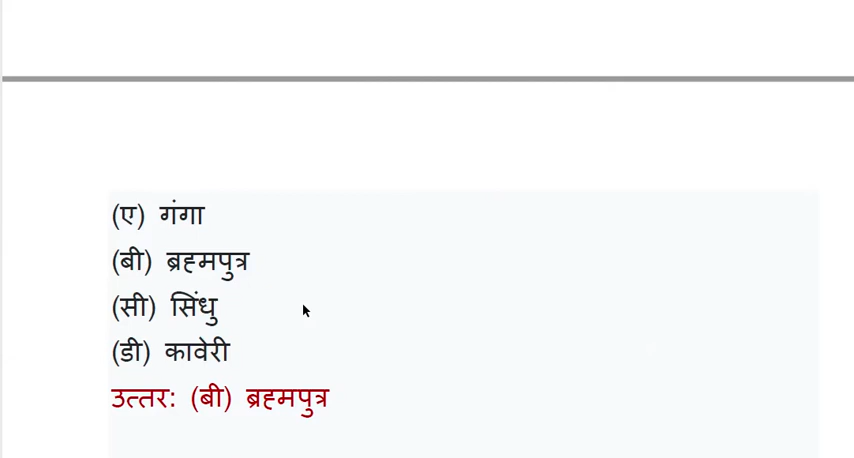 (ए) गंगा
(बी) ब्रह्मपुत्र
(सी) सिंधु
(डी) कावेरी
उत्तर: (बी) ब्रह्मपुत्र